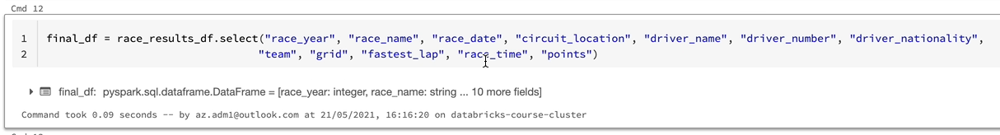 Cmd 12
1 final_df = race_results_df.select("race_year", "race_name", "race_date", "circuit_location", "driver_name", "driver_number", "driver_nationality",
2 "team", "grid", "fastest_lap", "race_time", "points")
final_df: pyspark.sql.dataframe.DataFrame = [race_year: integer, race_name: string ... 10 more fields]
Command took 0.09 seconds -- by az.adm1@outlook.com at 21/05/2021, 16:16:20 on databricks-course-cluster